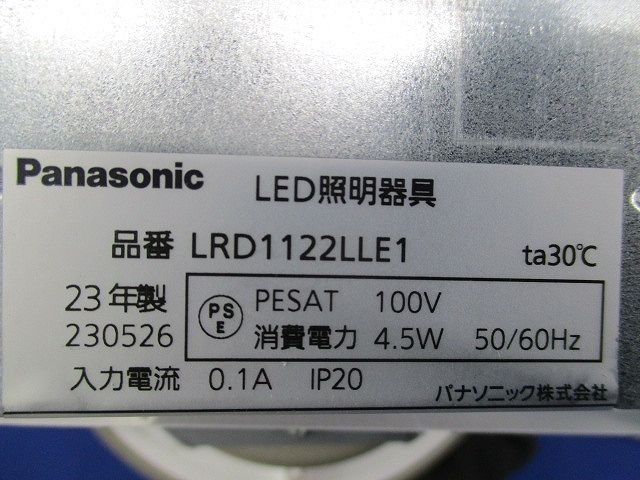 Panasonic LED照明器具
品番 LRD1122LLE1 ta30℃
23年製 PSE PESAT 100V
230526 消費電力 4.5W 50/60Hz
入力電流 0.1A IP20 パナソニック株式会社